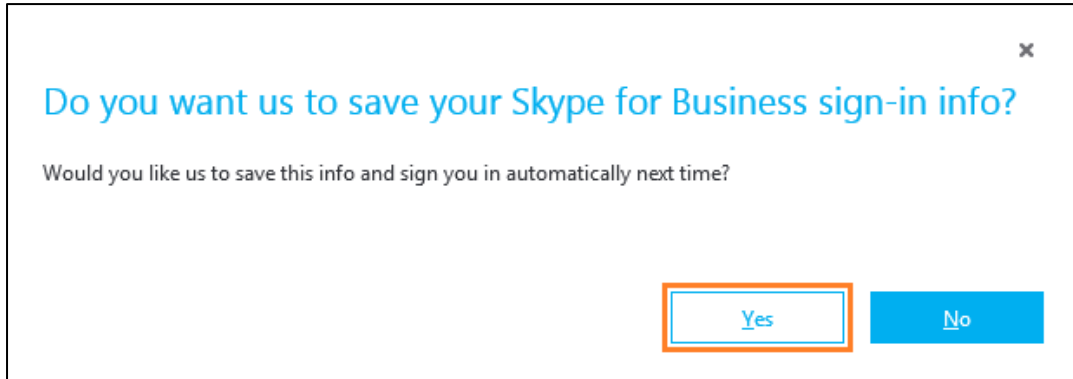 Do you want us to save your Skype for Business sign-in info?
Would you like us to save this info and sign you in automatically next time?
Yes
No